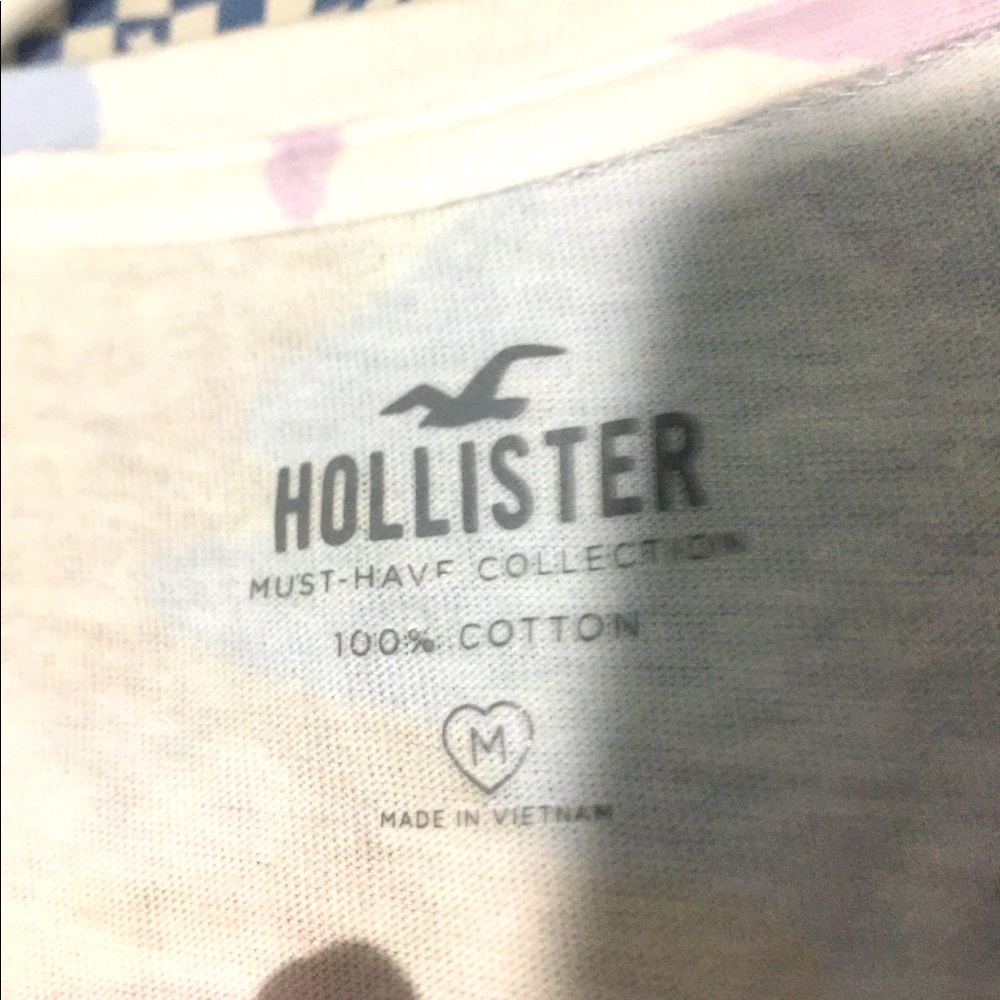 HOLLISTER
MUST-HAVE COLLECTION
100% COTTON
M
MADE IN VIETNAM